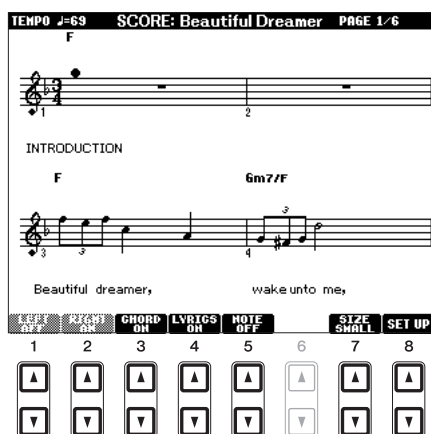 TEMPO ♩=69 SCORE: Beautiful Dreamer PAGE 1/6
F
3
4
1 2
INTRODUCTION
F Gm7/F
3
3 3 4
Beautiful dreamer, wake unto me,
LEFT OFF RIGHT ON CHORD ON LYRICS ON NOTE OFF SIZE SMALL SET UP
1 2 3 4 5 6 7 8